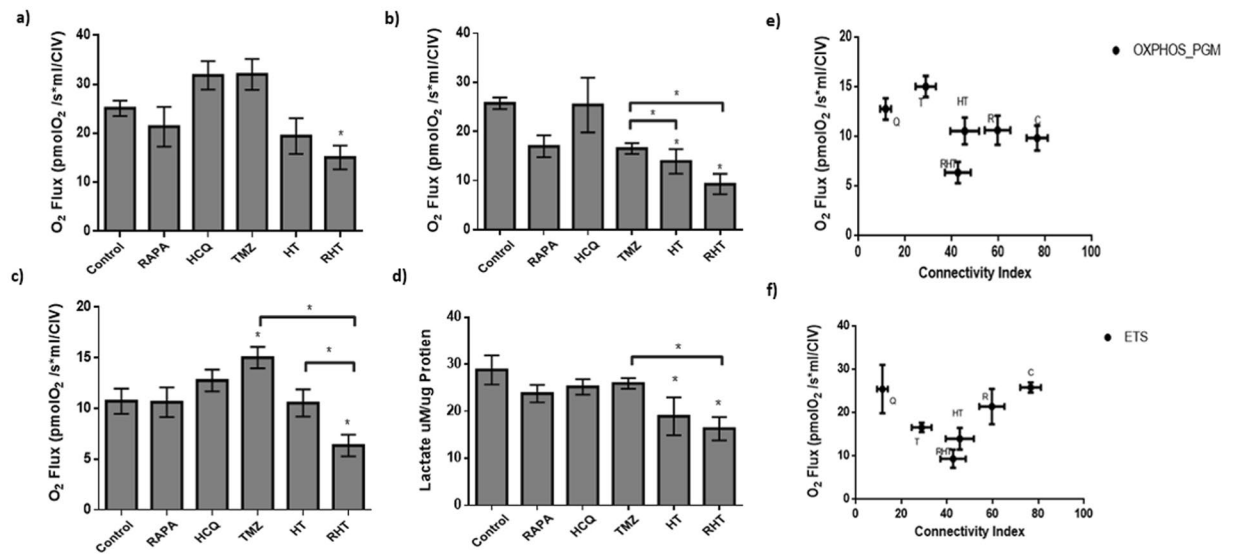 a)
O2 Flux (pmolO2 /s*ml/CIV)
40
30
20
10
0
*
Control
RAPA
HCQ
TMZ
HT
RHT
b)
O2 Flux (pmolO2 /s*ml/CIV)
40
30
20
10
0
*
*
*
*
Control
RAPA
HCQ
TMZ
HT
RHT
e)
O2 Flux (pmolO2 /s*ml/CIV)
20
15
10
5
0
Q
T
HT
RHT
R
C
0
20
40
60
80
100
Connectivity Index
OXPHOS_PGM
c)
O2 Flux (pmolO2 /s*ml/CIV)
20
15
10
5
0
*
*
*
*
Control
RAPA
HCQ
TMZ
HT
RHT
d)
Lactate uM/ug Protien
40
30
20
10
0
*
*
*
Control
RAPA
HCQ
TMZ
HT
RHT
f)
O2 Flux (pmolO2 /s*ml/CIV)
40
30
20
10
0
Q
T
HT
RHT
R
C
0
20
40
60
80
100
Connectivity Index
ETS